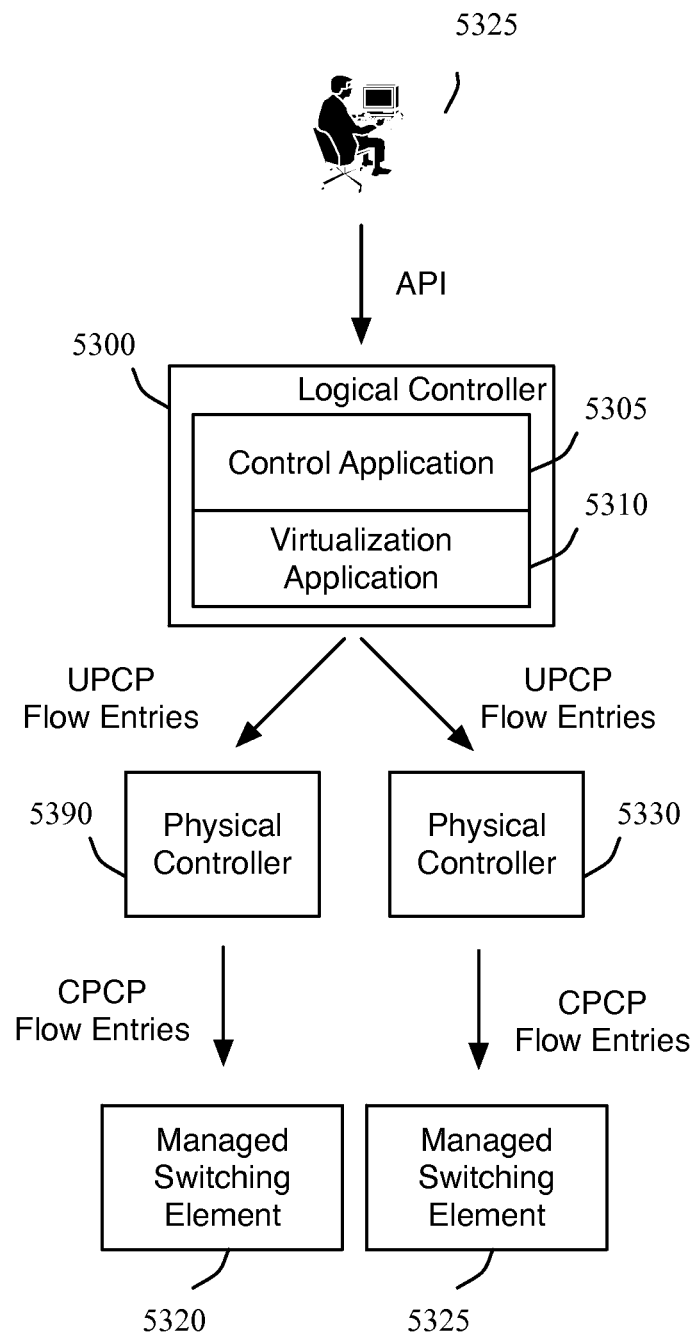 5325
API
5300
Logical Controller
5305
Control Application
5310
Virtualization
Application
UPCP
Flow Entries
UPCP
Flow Entries
5390
Physical
Controller
Physical
Controller
5330
CPCP
Flow Entries
CPCP
Flow Entries
Managed
Switching
Element
Managed
Switching
Element
5320
5325